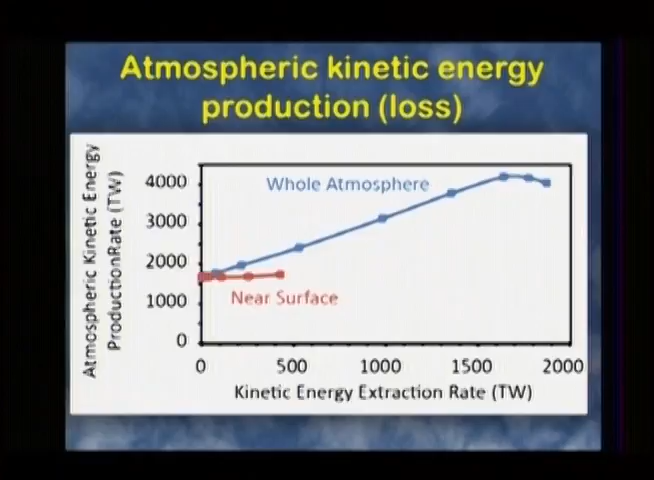 Atmospheric kinetic energy
production (loss)
Atmospheric Kinetic Energy
ProductionRate (TW)
4000
3000
2000
1000
0
Whole Atmosphere
Near Surface
0 500 1000 1500 2000
Kinetic Energy Extraction Rate (TW)